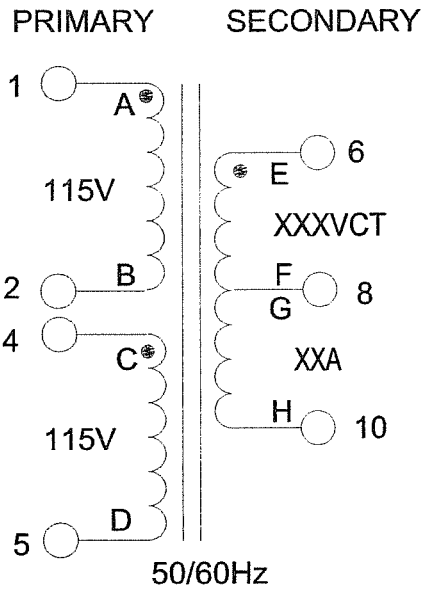 PRIMARY SECONDARY
1
A
6
E
115V
XXXVCT
B
F
2
8
G
4
C
XXA
H
10
115V
D
5
50/60Hz